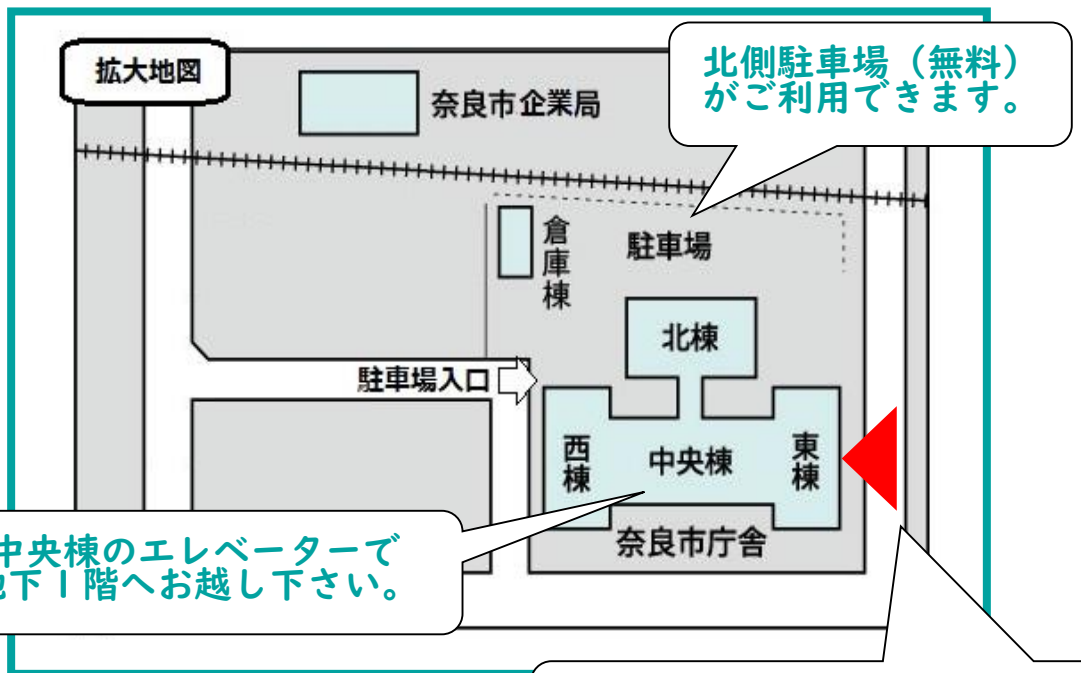 拡大地図
北側駐車場（無料）
がご利用できます。
奈良市企業局
倉庫棟
駐車場
北棟
駐車場入口
西棟
中央棟
東棟
奈良市庁舎
中央棟のエレベーターで
地下１階へお越し下さい。